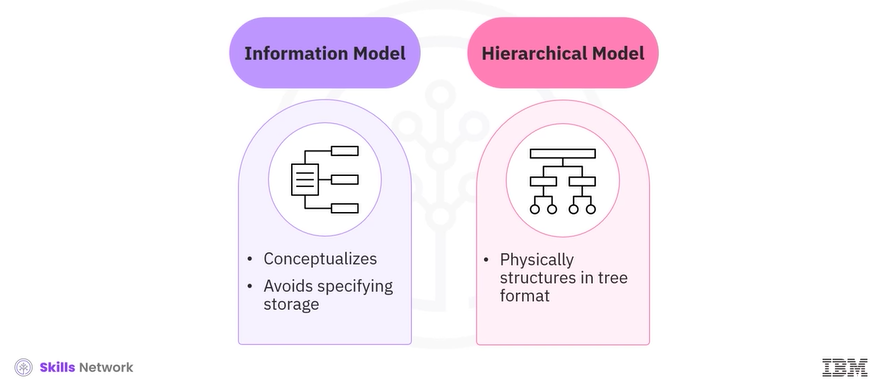 Information Model
Hierarchical Model
• Conceptualizes
• Avoids specifying
storage
• Physically
structures in tree
format
Skills Network
IBM